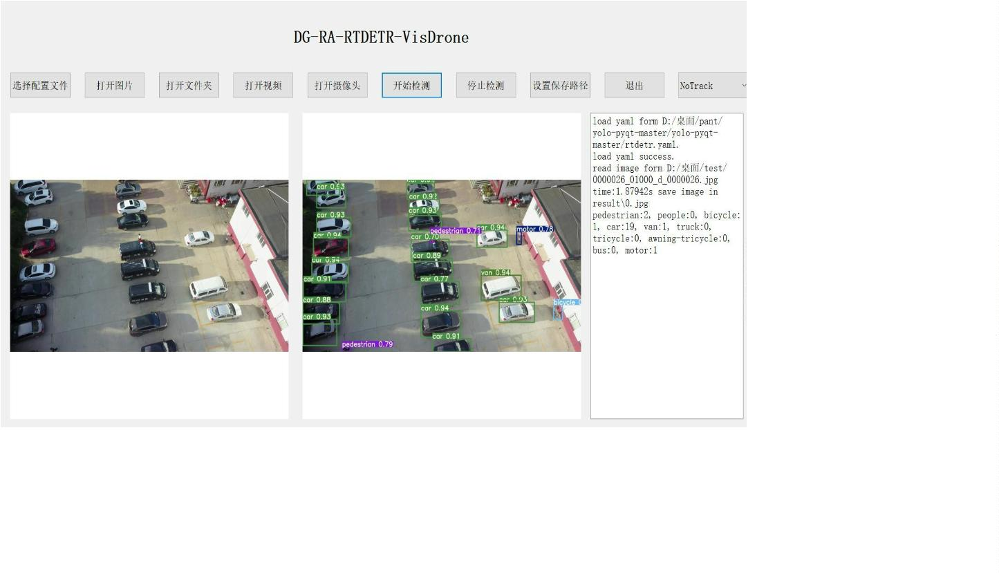 DG-RA-RTDETR-VisDrone
选择配置文件
打开图片
打开文件夹
打开视频
打开摄像头
开始检测
停止检测
设置保存路径
退出
NoTrack
car 0.93
car 0.92
car 0.93
car 0.93
pedestrian 0.71
car 0.94
motor 0.78
car 0.94
car 0.70
car 0.89
car 0.94
van 0.94
car 0.91
car 0.77
car 0.93
car 0.88
bicycle
car 0.94
car 0.93
car 0.91
pedestrian 0.79
load yaml form D:/桌面/pant/
yolo-pyqt-master/yolo-pyqt-
master/rtdetr.yaml.
load yaml success.
read image form D:/桌面/test/
0000026_01000_d_0000026.jpg
time:1.87942s save image in
result\0.jpg
pedestrian:2, people:0, bicycle:
1, car:19, van:1, truck:0,
tricycle:0, awning-tricycle:0,
bus:0, motor:1